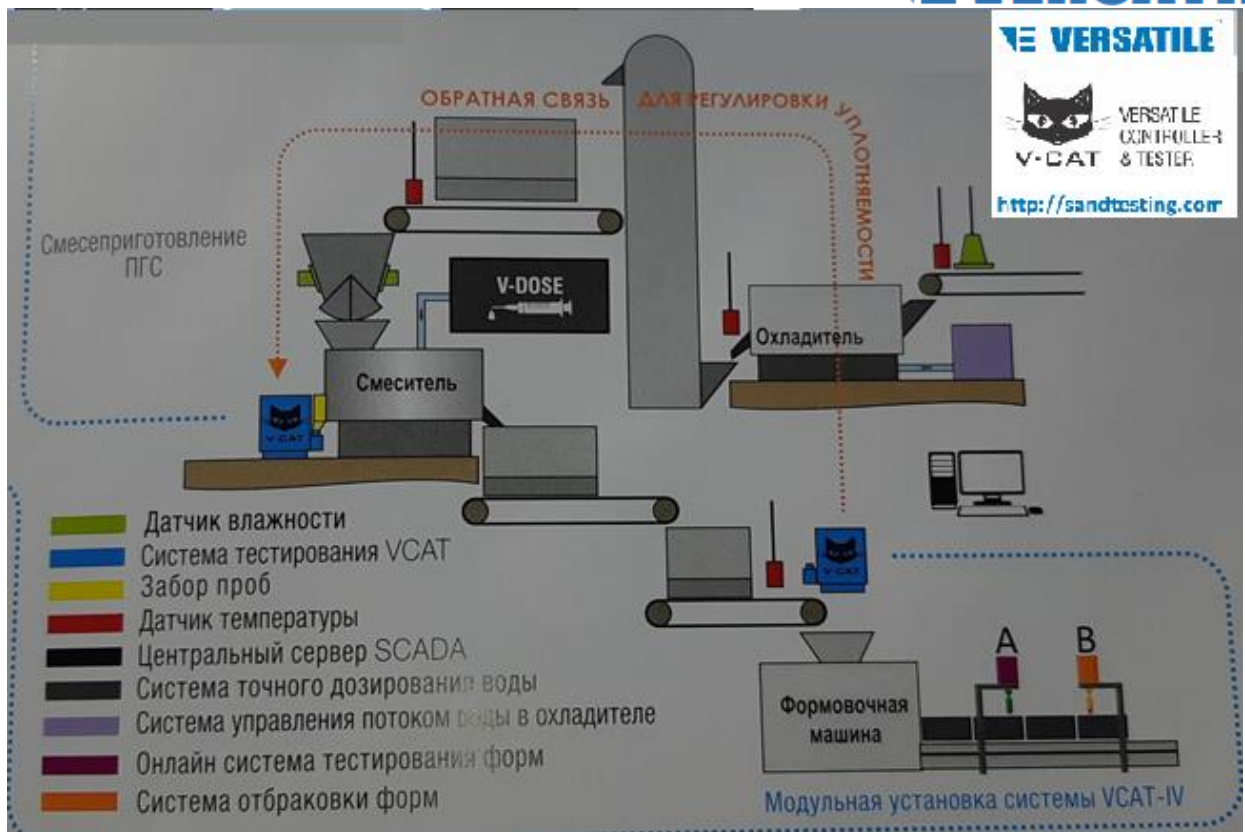 VERSATILE
V-CAT
VERSATILE
CONTROLLER
& TESTER
http://sandtesting.com
ОБРАТНАЯ СВЯЗЬ ДЛЯ РЕГУЛИРОВКИ УПЛОТНЯЕМОСТИ
Смесеприготовление
ПГС
V-DOSE
Охладитель
Смеситель
V-CAT
V-CAT
Датчик влажности
Система тестирования VCAT
Забор проб
Датчик температуры
Центральный сервер SCADA
Система точного дозирования воды
Система управления потоком воды в охладителе
Онлайн система тестирования форм
Система отбраковки форм
A
B
Формовочная
машина
Модульная установка системы VCAT-IV